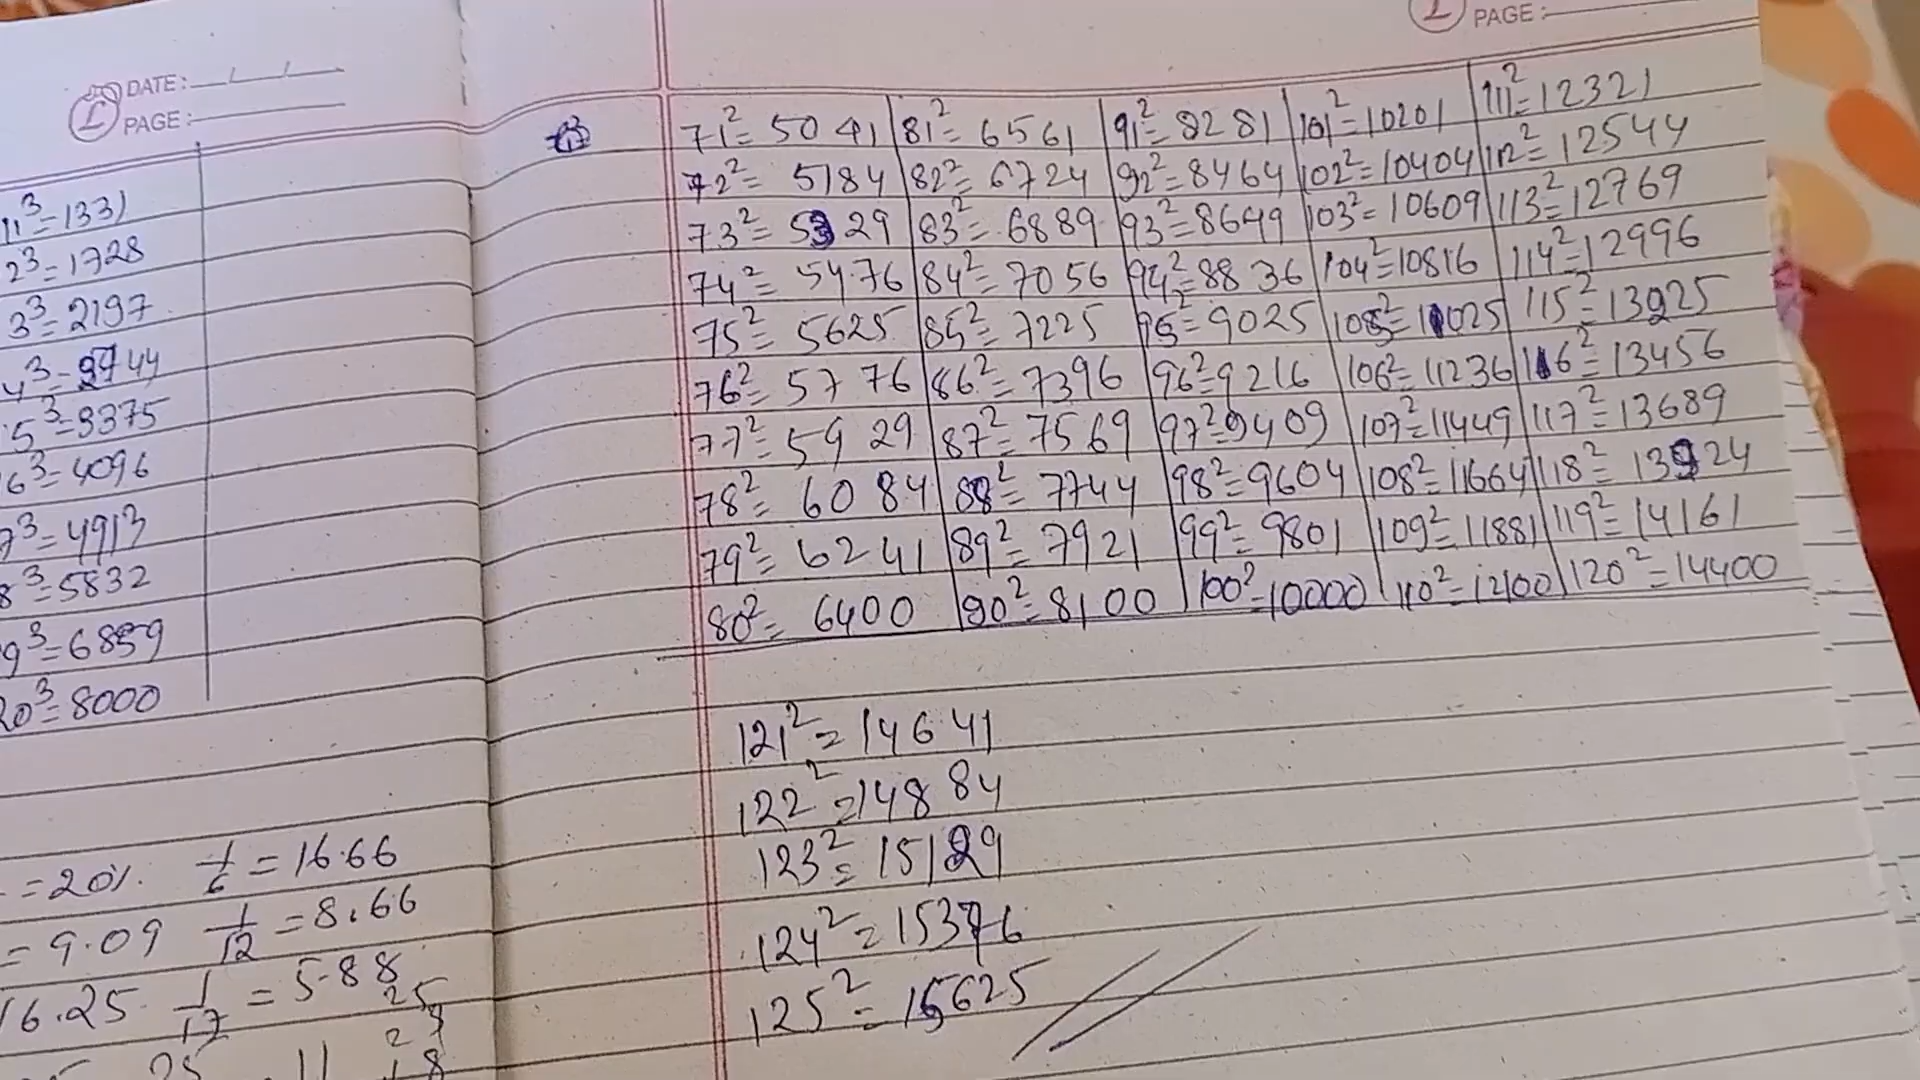 DATE: / /
PAGE:
11³=1331
2³=1728
3³=2197
4³=2744
5³=3375
6³=4096
7³=4913
8³=5832
9³=6859
20³=8000
=20%. 1/6=16.66
=9.09 1/12=8.66
16.25 1/17=5.88
25
PAGE:
71²=5041 81²=6561 91²=8281 101²=10201 111²=12321
72²=5184 82²=6724 92²=8464 102²=10404 112²=12544
73²=5329 83²=6889 93²=8649 103²=10609 113²=12769
74²=5476 84²=7056 94²=8836 104²=10816 114²=12996
75²=5625 85²=7225 95²=9025 105²=11025 115²=13225
76²=5776 86²=7396 96²=9216 106²=11236 116²=13456
77²=5929 87²=7569 97²=9409 107²=11449 117²=13689
78²=6084 88²=7744 98²=9604 108²=11664 118²=13924
79²=6241 89²=7921 99²=9801 109²=11881 119²=14161
80²=6400 90²=8100 100²=10000 110²=12100 120²=14400
121²=14641
122²=14884
123²=15129
124²=15376
125²=15625